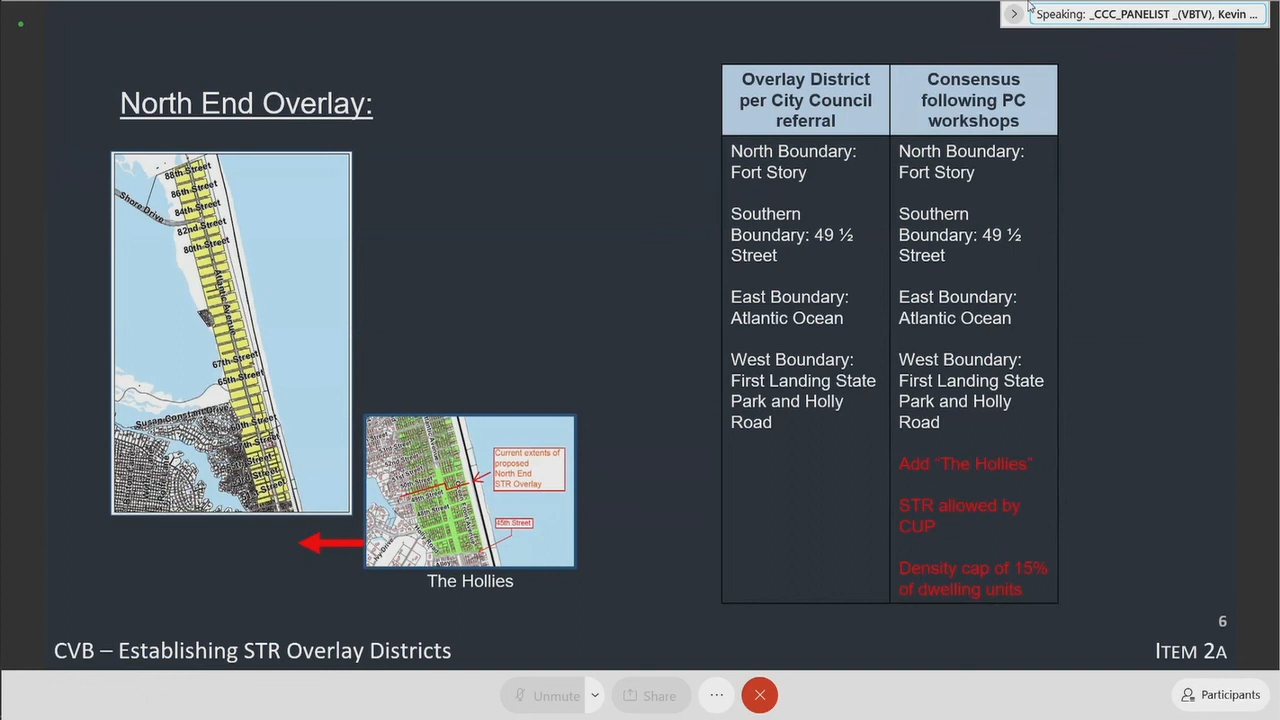 Speaking: _CCC_PANELIST _(VBTV), Kevin ...
North End Overlay:
88th Street
86th Street
84th Street
Shore Drive
82nd Street
80th Street
Atlantic Avenue
67th Street
65th Street
Susan Constant Drive
Current extents of
proposed
North End
STR Overlay
45th Street
The Hollies
Overlay District
per City Council
referral
Consensus
following PC
workshops
North Boundary:
Fort Story
Southern
Boundary: 49 ½
Street
East Boundary:
Atlantic Ocean
West Boundary:
First Landing State
Park and Holly
Road
North Boundary:
Fort Story
Southern
Boundary: 49 ½
Street
East Boundary:
Atlantic Ocean
West Boundary:
First Landing State
Park and Holly
Road
Add "The Hollies"
STR allowed by
CUP
Density cap of 15%
of dwelling units
6
CVB – Establishing STR Overlay Districts
ITEM 2A
Unmute
Share
Participants